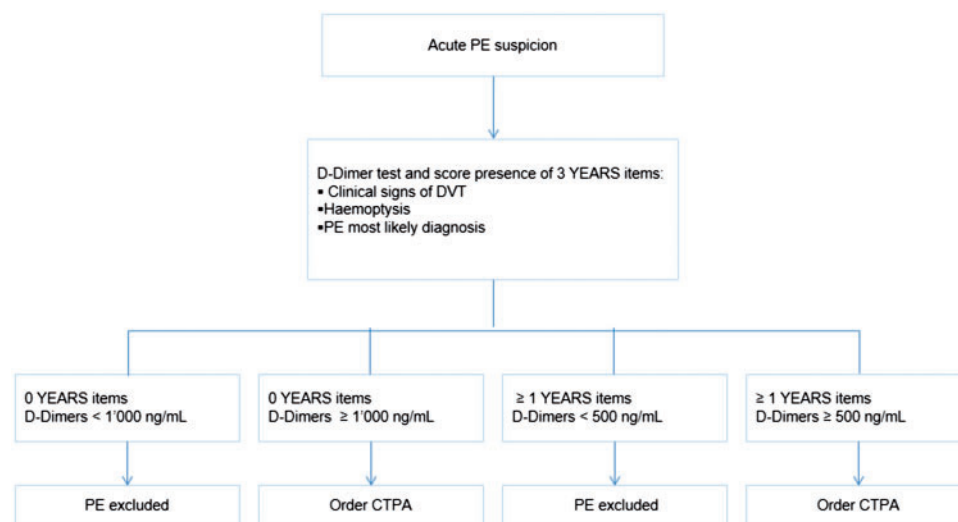 Acute PE suspicion
D-Dimer test and score presence of 3 YEARS items:
▪ Clinical signs of DVT
▪Haemoptysis
▪PE most likely diagnosis
0 YEARS items
D-Dimers < 1'000 ng/mL
0 YEARS items
D-Dimers ≥ 1'000 ng/mL
≥ 1 YEARS items
D-Dimers < 500 ng/mL
≥ 1 YEARS items
D-Dimers ≥ 500 ng/mL
PE excluded
Order CTPA
PE excluded
Order CTPA